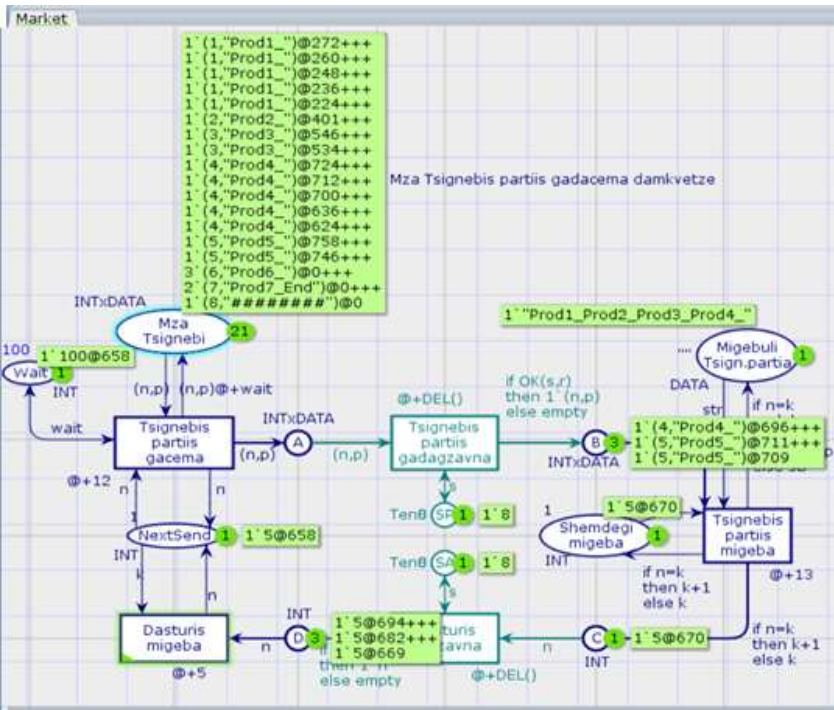 Market
1`(1,"Prod1_")@272+++
1`(1,"Prod1_")@260+++
1`(1,"Prod1_")@248+++
1`(1,"Prod1_")@236+++
1`(1,"Prod1_")@224+++
1`(2,"Prod2_")@401+++
1`(3,"Prod3_")@546+++
1`(3,"Prod3_")@534+++
1`(4,"Prod4_")@724+++
1`(4,"Prod4_")@712+++
1`(4,"Prod4_")@700+++
1`(4,"Prod4_")@636+++
1`(4,"Prod4_")@624+++
1`(5,"Prod5_")@758+++
1`(5,"Prod5_")@746+++
3`(6,"Prod6_")@0+++
2`(7,"Prod7_End")@0+++
1`(8,"########")@0
Mza Tsignebis partiis gadacema damkvetze
INTxDATA
Mza
Tsignebi
21
1`"Prod1_Prod2_Prod3_Prod4_"
""
Migebuli
Tsign.partia
1
DATA
100
1`100@658
Wait
1
INT
(n,p)
(n,p)@+wait
wait
Tsignebis
partiis
gacema
@+12
INTxDATA
A
(n,p)
(n,p)
@+DEL()
Tsignebis
partiis
gadagzavna
if OK(s,r)
then 1`(n,p)
else empty
B
3
INTxDATA
str
if n=k
1`(4,"Prod4_")@696+++
1`(5,"Prod5_")@711+++
1`(5,"Prod5_")@709
p
n
n
s
Ten0
SP
1
1`8
1
NextSend
1
1`5@658
INT
1
1`5@670
Shemdegi
migeba
1
INT
Tsignebis
partiis
migeba
@+13
if n=k
then k+1
else k
Ten0
SA
1
1`8
s
k
n
Dasturis
migeba
@+5
n
INT
D
3
1`5@694+++
1`5@682+++
1`5@669
else empty
turis
zavna
@+DEL()
n
C
1
1`5@670
INT
if n=k
then k+1
else k